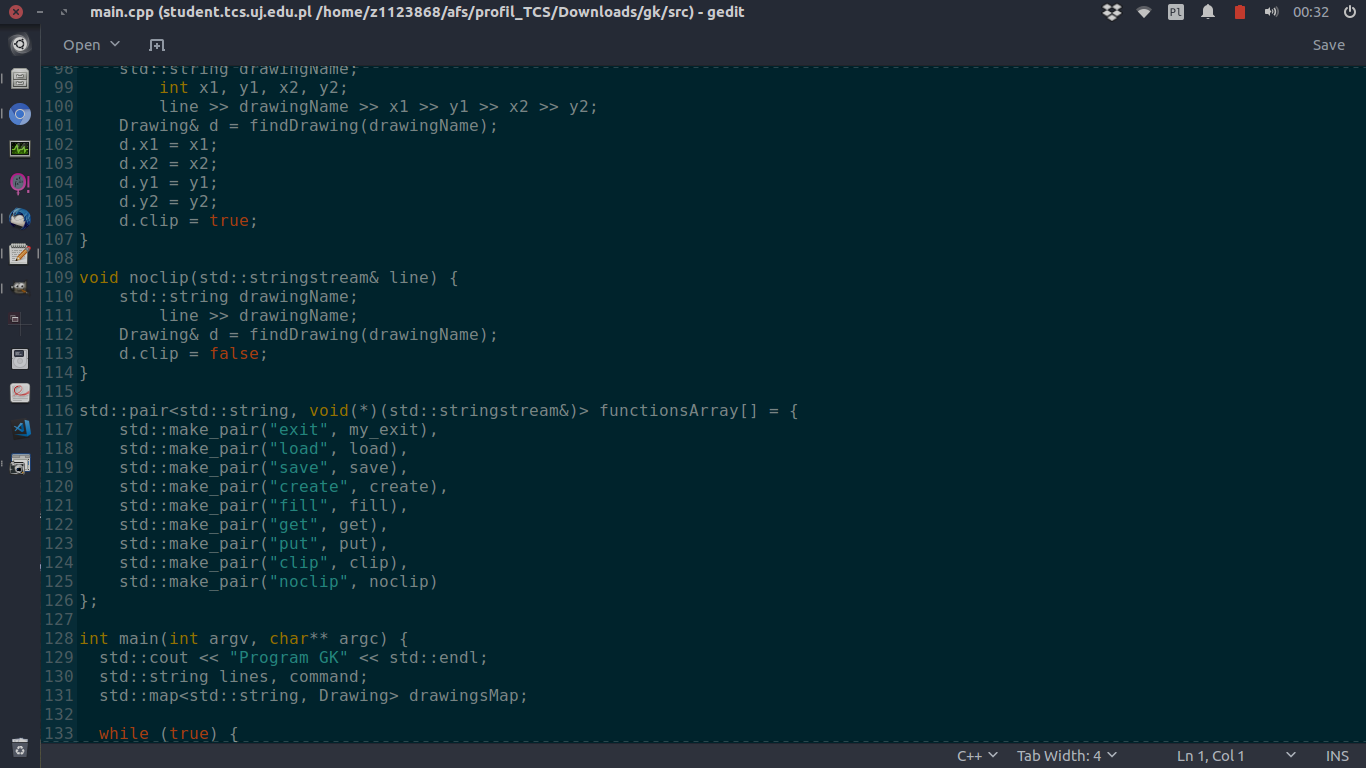 main.cpp (student.tcs.uj.edu.pl /home/z1123868/afs/profil_TCS/Downloads/gk/src) - gedit
Pl
00:32
Open
Save
98     std::string drawingName;
99         int x1, y1, x2, y2;
100         line >> drawingName >> x1 >> y1 >> x2 >> y2;
101     Drawing& d = findDrawing(drawingName);
102     d.x1 = x1;
103     d.x2 = x2;
104     d.y1 = y1;
105     d.y2 = y2;
106     d.clip = true;
107 }
108
109 void noclip(std::stringstream& line) {
110     std::string drawingName;
111         line >> drawingName;
112     Drawing& d = findDrawing(drawingName);
113     d.clip = false;
114 }
115
116 std::pair<std::string, void(*)(std::stringstream&)> functionsArray[] = {
117     std::make_pair("exit", my_exit),
118     std::make_pair("load", load),
119     std::make_pair("save", save),
120     std::make_pair("create", create),
121     std::make_pair("fill", fill),
122     std::make_pair("get", get),
123     std::make_pair("put", put),
124     std::make_pair("clip", clip),
125     std::make_pair("noclip", noclip)
126 };
127
128 int main(int argv, char** argc) {
129   std::cout << "Program GK" << std::endl;
130   std::string lines, command;
131   std::map<std::string, Drawing> drawingsMap;
132
133   while (true) {
C++
Tab Width: 4
Ln 1, Col 1
INS